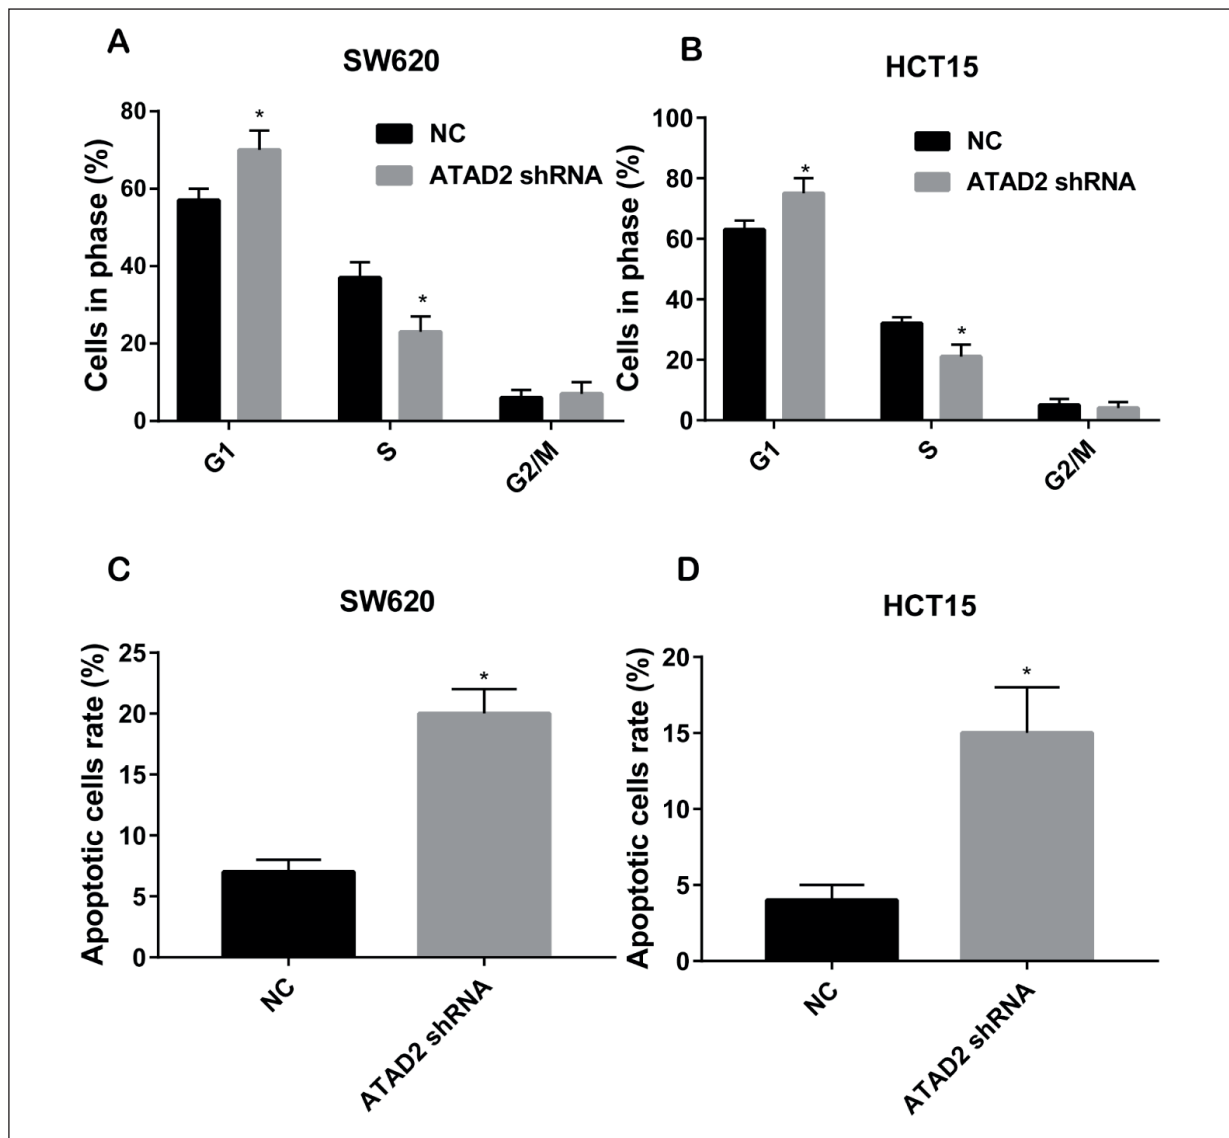 A
SW620
Cells in phase (%)
80
60
40
20
0
*
*
NC
ATAD2 shRNA
G1
S
G2/M
B
HCT15
Cells in phase (%)
100
80
60
40
20
0
*
*
NC
ATAD2 shRNA
G1
S
G2/M
C
SW620
Apoptotic cells rate (%)
25
20
15
10
5
0
*
NC
ATAD2 shRNA
D
HCT15
Apoptotic cells rate (%)
20
15
10
5
0
*
NC
ATAD2 shRNA